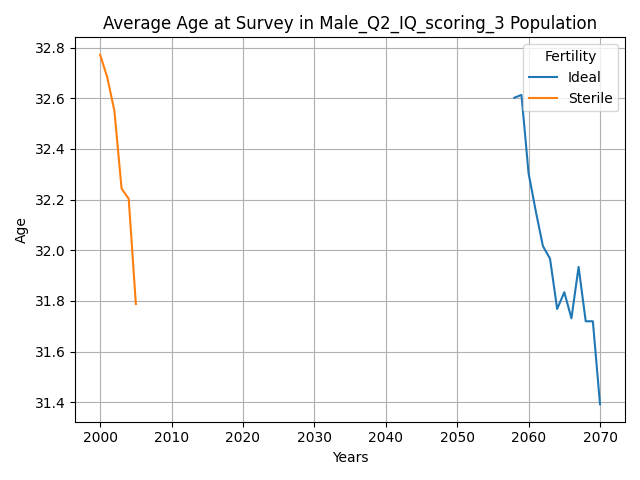 Average Age at Survey in Male_Q2_IQ_scoring_3 Population
Fertility
Ideal
Sterile
Age
32.8
32.6
32.4
32.2
32.0
31.8
31.6
31.4
2000 2010 2020 2030 2040 2050 2060 2070
Years